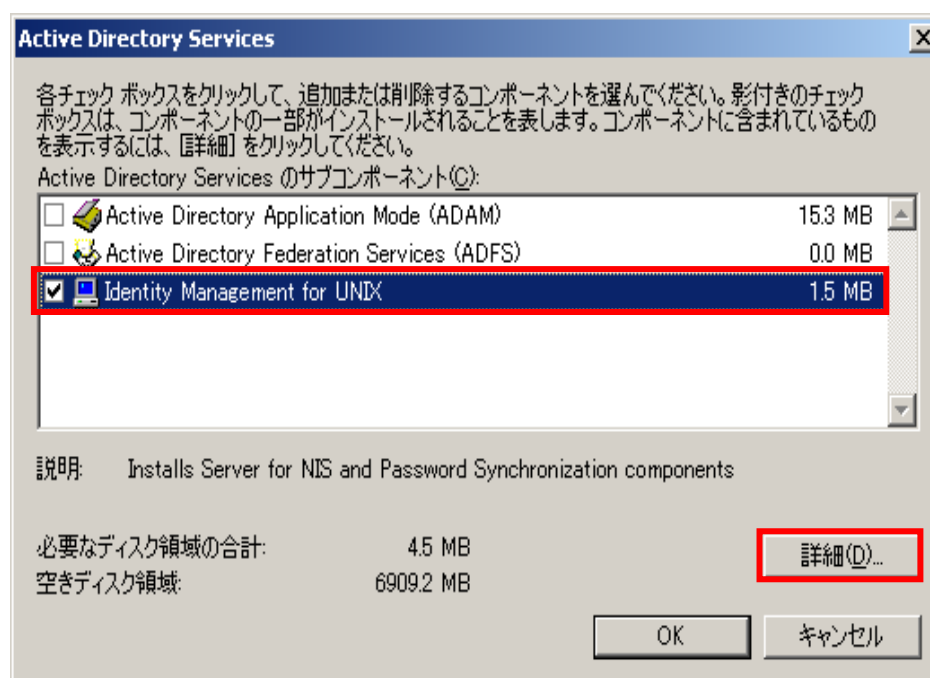 Active Directory Services
各チェック ボックスをクリックして、追加または削除するコンポーネントを選んでください。影付きのチェック
ボックスは、コンポーネントの一部がインストールされることを表します。コンポーネントに含まれているもの
を表示するには、[詳細] をクリックしてください。
Active Directory Services のサブコンポーネント(C):
Active Directory Application Mode (ADAM) 15.3 MB
Active Directory Federation Services (ADFS) 0.0 MB
Identity Management for UNIX 1.5 MB
説明: Installs Server for NIS and Password Synchronization components
必要なディスク領域の合計: 4.5 MB
空きディスク領域: 6909.2 MB
詳細(D)...
OK キャンセル